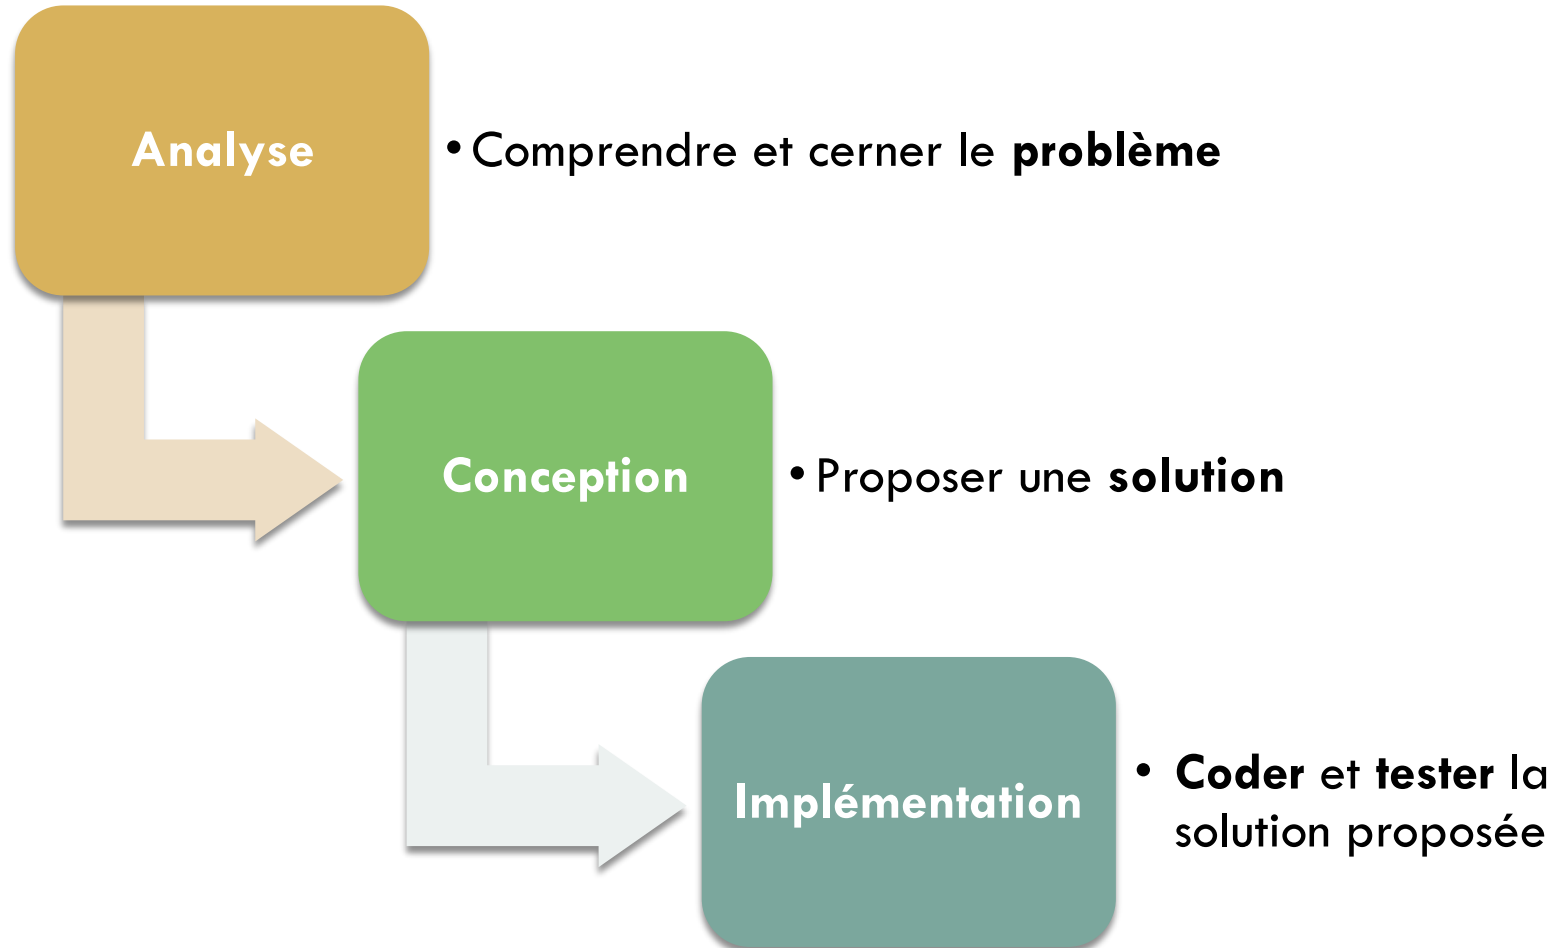 Analyse
• Comprendre et cerner le problème
Conception
• Proposer une solution
Implémentation
• Coder et tester la
solution proposée